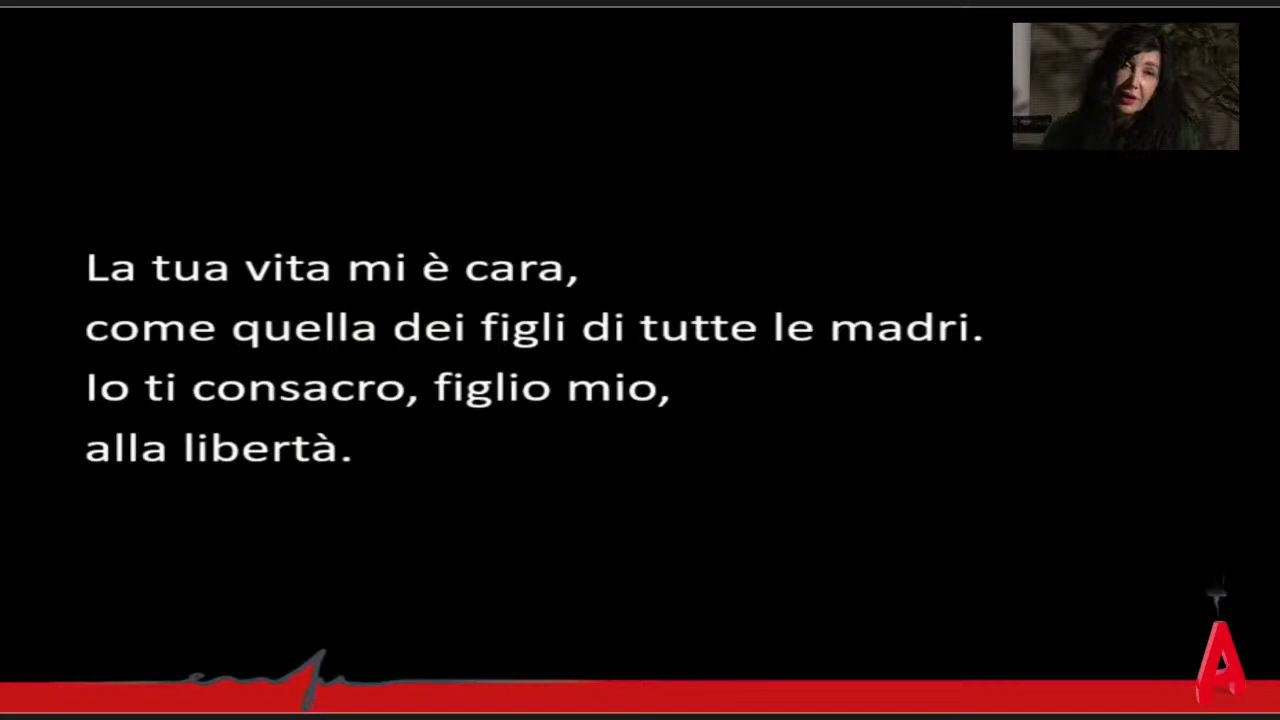 La tua vita mi è cara,
come quella dei figli di tutte le madri.
Io ti consacro, figlio mio,
alla libertà.
A